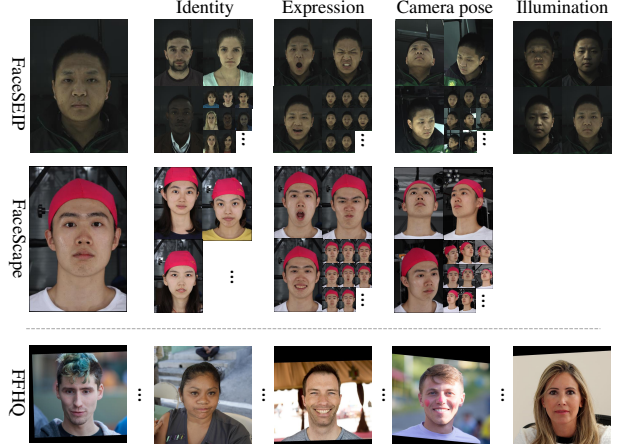 Identity Expression Camera pose Illumination
FaceSEIP
FaceScape
FFHQ